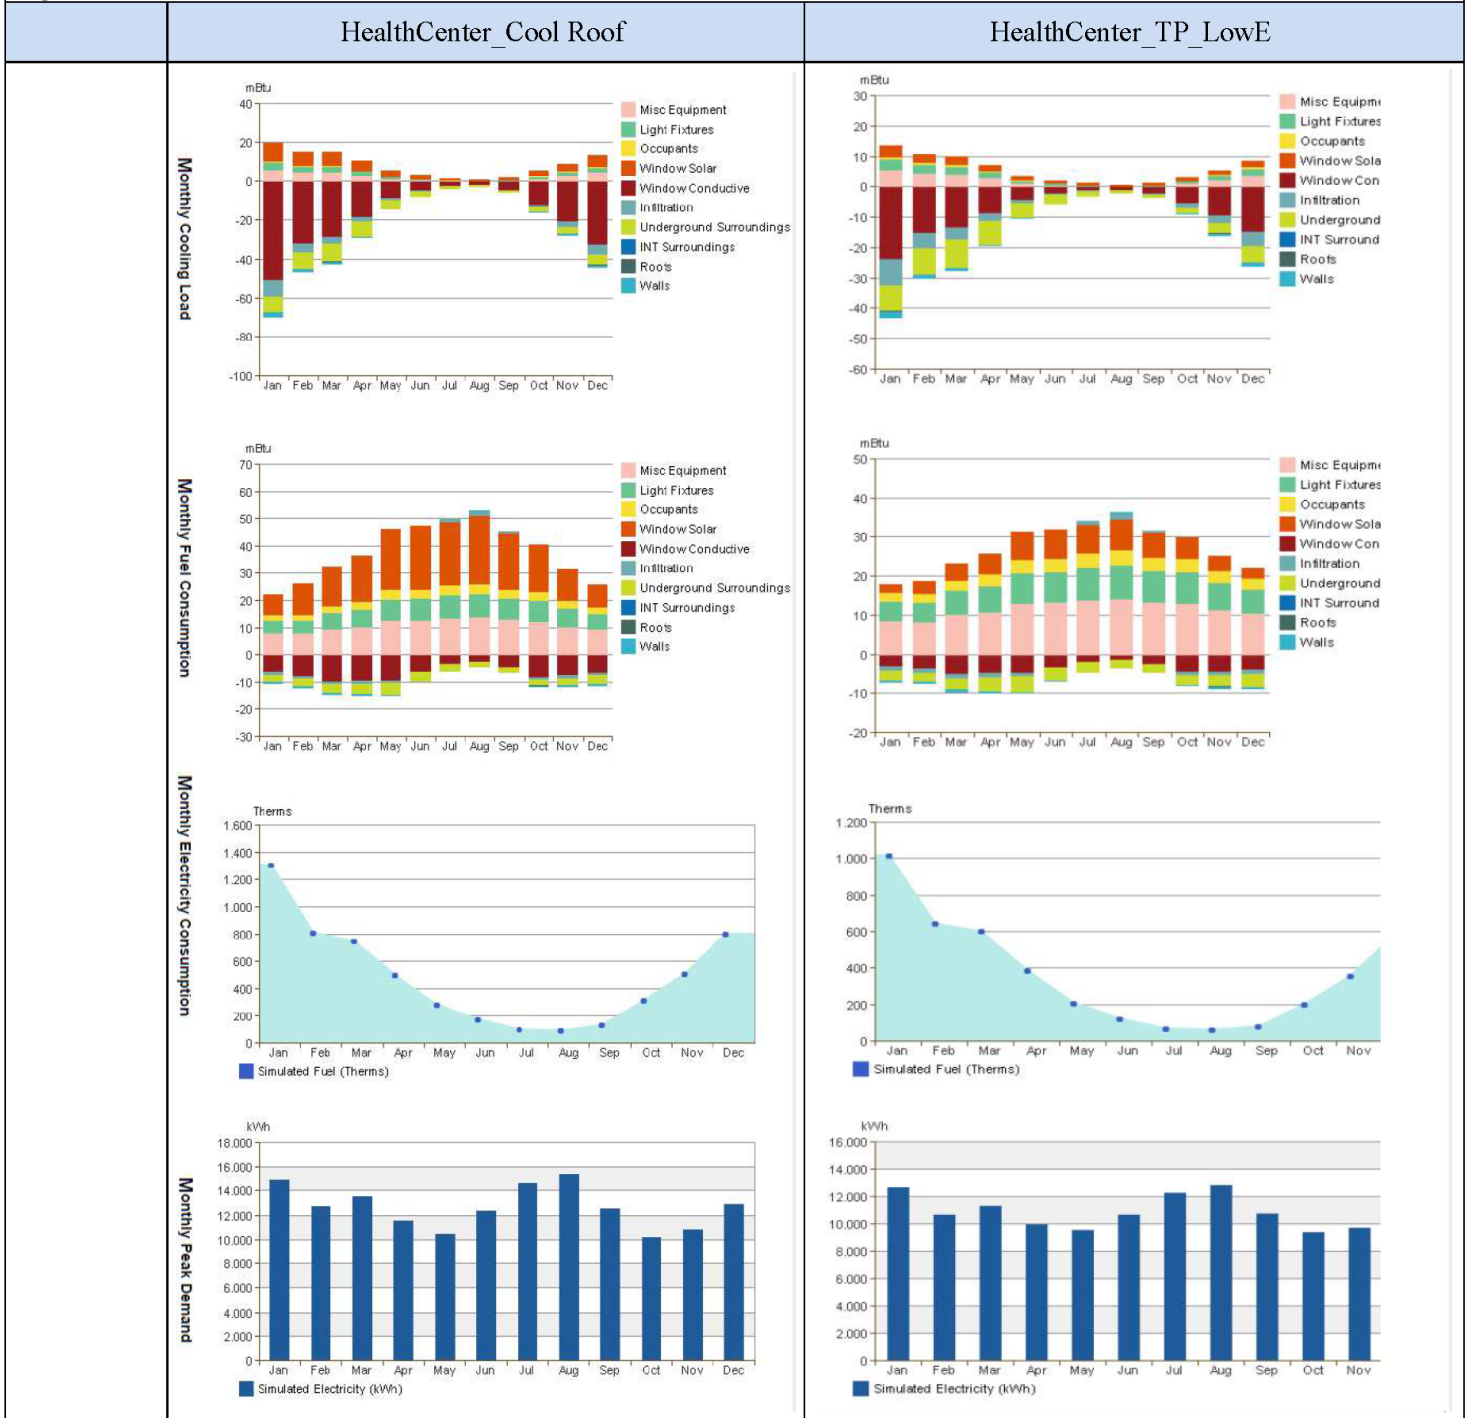 HealthCenter_Cool Roof
HealthCenter_TP_LowE
Monthly Cooling Load
mBtu
40
20
0
-20
-40
-60
-80
-100
Jan Feb Mar Apr May Jun Jul Aug Sep Oct Nov Dec
Misc Equipment
Light Fixtures
Occupants
Window Solar
Window Conductive
Infiltration
Underground Surroundings
INT Surroundings
Roofs
Walls
mBtu
30
20
10
0
-10
-20
-30
-40
-50
-60
Jan Feb Mar Apr May Jun Jul Aug Sep Oct Nov Dec
Misc Equipme
Light Fixtures
Occupants
Window Sola
Window Con
Infiltration
Underground
INT Surround
Roofs
Walls
Monthly Fuel Consumption
mBtu
70
60
50
40
30
20
10
0
-10
-20
-30
Jan Feb Mar Apr May Jun Jul Aug Sep Oct Nov Dec
Misc Equipment
Light Fixtures
Occupants
Window Solar
Window Conductive
Infiltration
Underground Surroundings
INT Surroundings
Roofs
Walls
mBtu
50
40
30
20
10
0
-10
-20
Jan Feb Mar Apr May Jun Jul Aug Sep Oct Nov Dec
Misc Equipme
Light Fixtures
Occupants
Window Sola
Window Con
Infiltration
Underground
INT Surround
Roofs
Walls
Monthly Electricity Consumption
Therms
1.600
1.400
1.200
1.000
800
600
400
200
0
Jan Feb Mar Apr May Jun Jul Aug Sep Oct Nov Dec
Simulated Fuel (Therms)
Therms
1.200
1.000
800
600
400
200
0
Jan Feb Mar Apr May Jun Jul Aug Sep Oct Nov
Simulated Fuel (Therms)
Monthly Peak Demand
kWh
18.000
16.000
14.000
12.000
10.000
8.000
6.000
4.000
2.000
0
Jan Feb Mar Apr May Jun Jul Aug Sep Oct Nov Dec
Simulated Electricity (kWh)
kWh
16.000
14.000
12.000
10.000
8.000
6.000
4.000
2.000
0
Jan Feb Mar Apr May Jun Jul Aug Sep Oct Nov
Simulated Electricity (kWh)